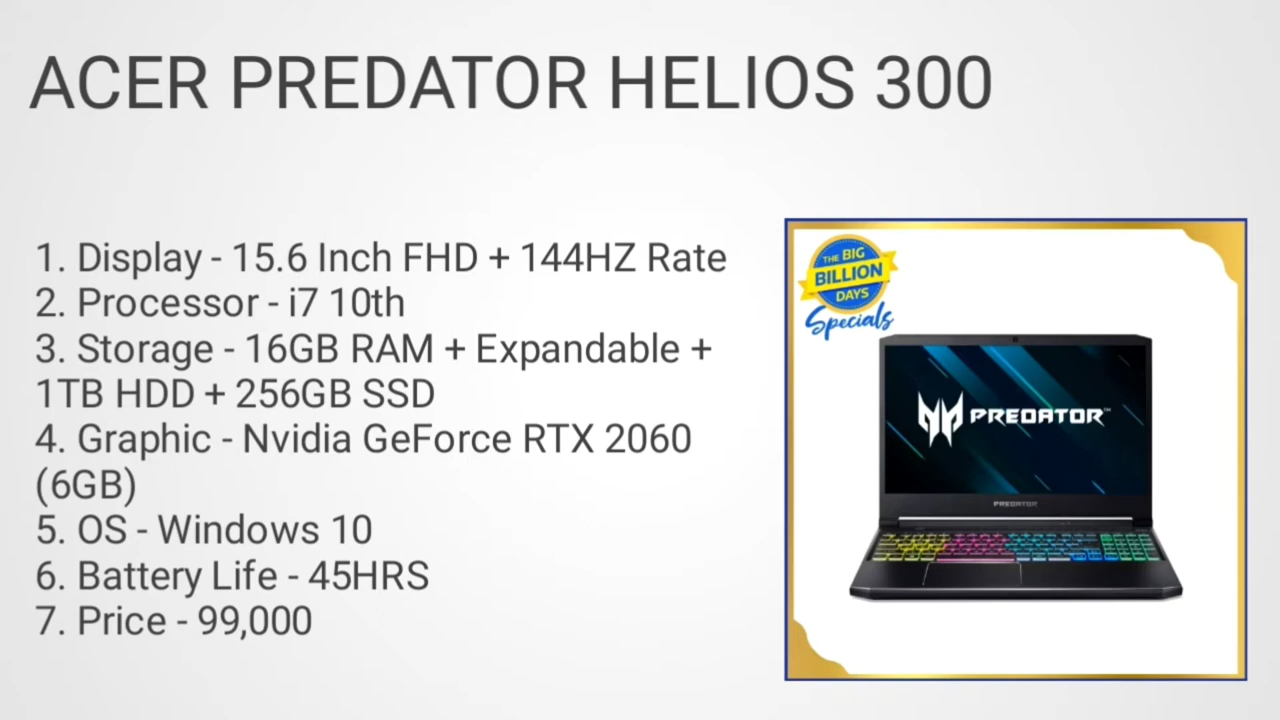 ACER PREDATOR HELIOS 300
1. Display - 15.6 Inch FHD + 144HZ Rate
2. Processor - i7 10th
3. Storage - 16GB RAM + Expandable +
1TB HDD + 256GB SSD
4. Graphic - Nvidia GeForce RTX 2060
(6GB)
5. OS - Windows 10
6. Battery Life - 45HRS
7. Price - 99,000
THE BIG
BILLION
DAYS
Specials
PREDATOR™
PREDATOR